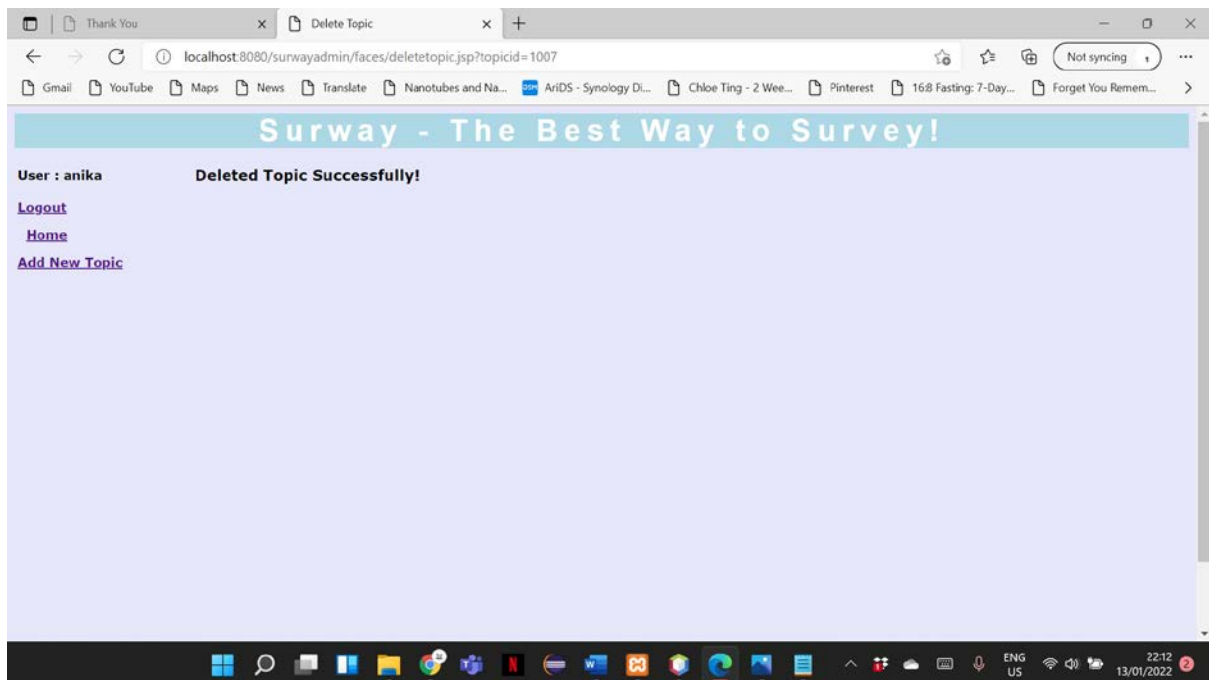 Thank You
Delete Topic
localhost:8080/surwayadmin/faces/deletetopic.jsp?topicid=1007
Not syncing
Gmail YouTube Maps News Translate Nanotubes and Na... AriDS - Synology Di... Chloe Ting - 2 Wee... Pinterest 16:8 Fasting: 7-Day... Forget You Remem...
Surway - The Best Way to Survey!
User : anika
Deleted Topic Successfully!
Logout
Home
Add New Topic
ENG
US
22:12
13/01/2022
2